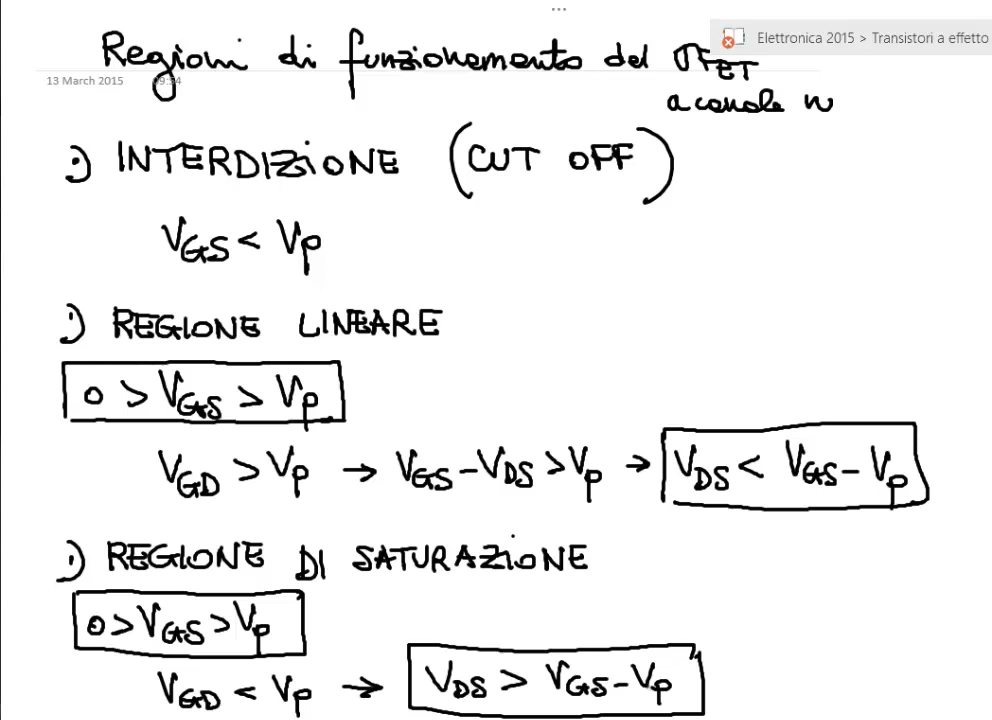 ...
Elettronica 2015 > Transistori a effetto
Regioni di funzionamento del JFET
13 March 2015 09:54
a canale n
:) INTERDIZIONE (CUT OFF)
VGS < VP
:) REGIONE LINEARE
0 > VGS > VP
VGD > VP → VGS - VDS > VP → VDS < VGS - VP
:) REGIONE DI SATURAZIONE
0 > VGS > VP
VGD < VP → VDS > VGS - VP